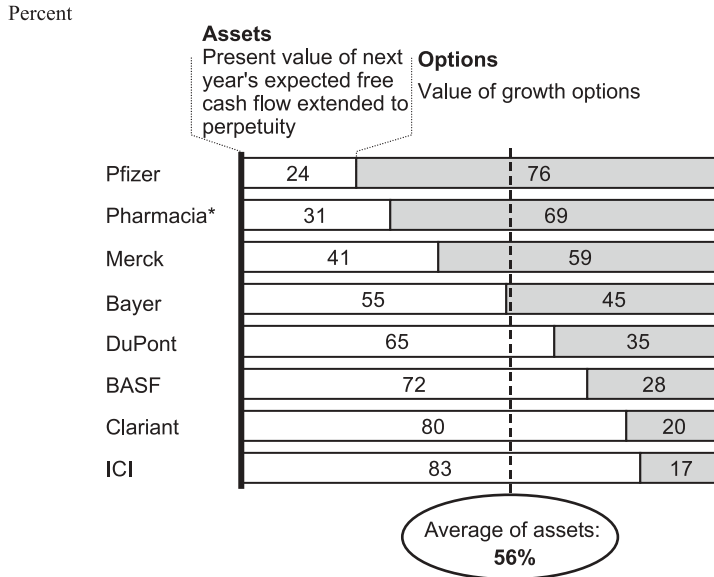 Percent
Assets
Present value of next
year's expected free
cash flow extended to
perpetuity
Options
Value of growth options
Pfizer 24 76
Pharmacia* 31 69
Merck 41 59
Bayer 55 45
DuPont 65 35
BASF 72 28
Clariant 80 20
ICI 83 17
Average of assets:
56%